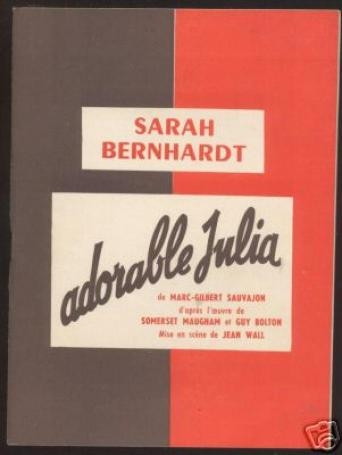 SARAH
BERNHARDT
adorable Julia
de MARC-GILBERT SAUVAJON
d'après l'œuvre de
SOMERSET MAUGHAM et GUY BOLTON
Mise en scène de JEAN WALL